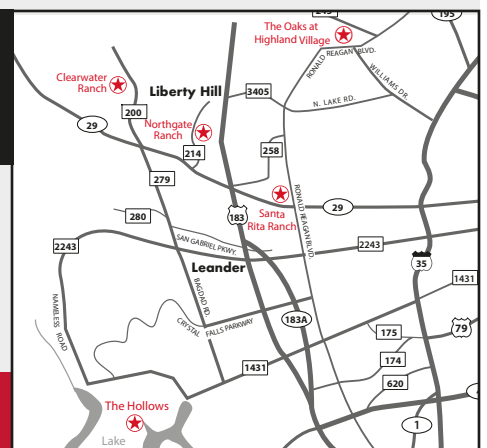 243
195
The Oaks at
Highland Village
RONALD REAGAN BLVD.
WILLIAMS DR.
Clearwater
Ranch
Liberty Hill
3405
N. LAKE RD.
200
29
Northgate
Ranch
214
258
279
Santa
Rita Ranch
RONALD REAGAN BLVD.
29
280
183
2243
SAN GABRIEL PKWY.
2243
Leander
35
1431
BAGDAD RD.
NAMELESS ROAD
CRYSTAL FALLS PARKWAY
183A
79
175
1431
174
620
The Hollows
1
Lake